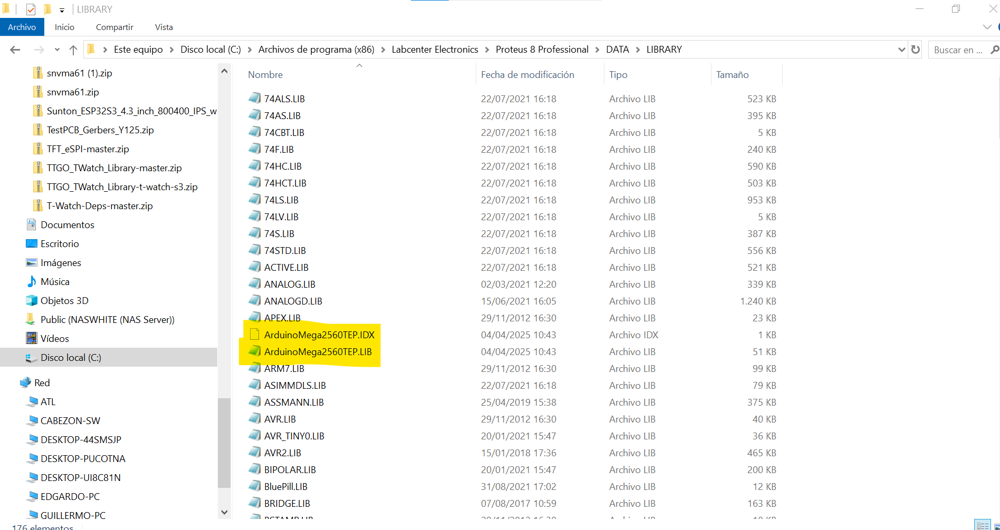 LIBRARY
Archivo Inicio Compartir Vista
Este equipo Disco local (C:) Archivos de programa (x86) Labcenter Electronics Proteus 8 Professional DATA LIBRARY Buscar en ...
snvma61 (1).zip
snvma61.zip
Sunton_ESP32S3_4.3_inch_800400_IPS_w
TestPCB_Gerbers_Y125.zip
TFT_eSPI-master.zip
TTGO_TWatch_Library-master.zip
TTGO_TWatch_Library-t-watch-s3.zip
T-Watch-Deps-master.zip
Documentos
Escritorio
Imágenes
Música
Objetos 3D
Public (NASWHITE (NAS Server))
Vídeos
Disco local (C:)
Red
ATL
CABEZON-SW
DESKTOP-44SMSJP
DESKTOP-PUCOTNA
DESKTOP-UI8C81N
EDGARDO-PC
GUILLERMO-PC
Nombre Fecha de modificación Tipo Tamaño
74ALS.LIB 22/07/2021 16:18 Archivo LIB 523 KB
74AS.LIB 22/07/2021 16:18 Archivo LIB 395 KB
74CBT.LIB 22/07/2021 16:18 Archivo LIB 5 KB
74F.LIB 22/07/2021 16:18 Archivo LIB 240 KB
74HC.LIB 22/07/2021 16:18 Archivo LIB 590 KB
74HCT.LIB 22/07/2021 16:18 Archivo LIB 503 KB
74LS.LIB 22/07/2021 16:18 Archivo LIB 953 KB
74LV.LIB 22/07/2021 16:18 Archivo LIB 5 KB
74S.LIB 22/07/2021 16:18 Archivo LIB 387 KB
74STD.LIB 22/07/2021 16:18 Archivo LIB 556 KB
ACTIVE.LIB 22/07/2021 16:18 Archivo LIB 521 KB
ANALOG.LIB 02/03/2021 12:20 Archivo LIB 339 KB
ANALOGD.LIB 15/06/2021 16:05 Archivo LIB 1.240 KB
APEX.LIB 29/11/2012 16:30 Archivo LIB 23 KB
ArduinoMega2560TEP.IDX 04/04/2025 10:43 Archivo IDX 1 KB
ArduinoMega2560TEP.LIB 04/04/2025 10:43 Archivo LIB 51 KB
ARM7.LIB 29/11/2012 16:30 Archivo LIB 99 KB
ASIMMDLS.LIB 22/07/2021 16:18 Archivo LIB 79 KB
ASSMANN.LIB 25/04/2019 15:38 Archivo LIB 375 KB
AVR.LIB 29/11/2012 16:30 Archivo LIB 40 KB
AVR_TINY0.LIB 20/01/2021 15:47 Archivo LIB 36 KB
AVR2.LIB 15/01/2018 17:36 Archivo LIB 465 KB
BIPOLAR.LIB 20/01/2021 15:47 Archivo LIB 200 KB
BluePill.LIB 31/08/2021 17:02 Archivo LIB 12 KB
BRIDGE.LIB 07/08/2017 10:59 Archivo LIB 163 KB
176 elementos